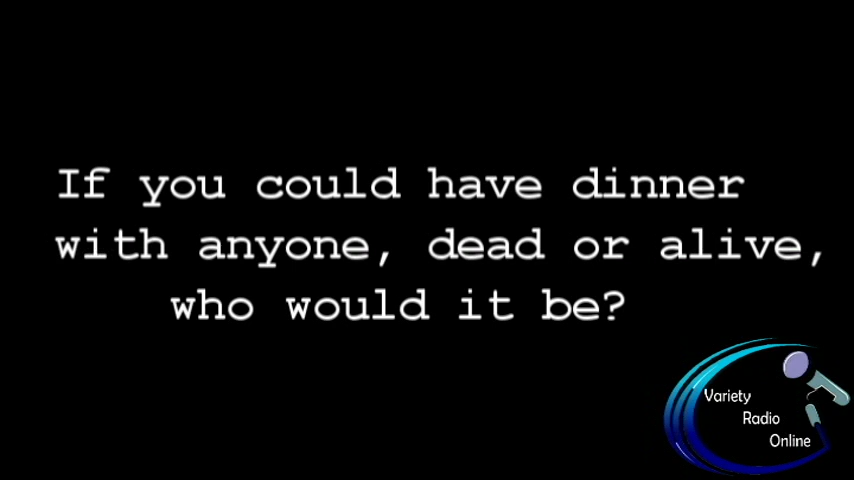 If you could have dinner
with anyone, dead or alive,
who would it be?
Variety
Radio
Online